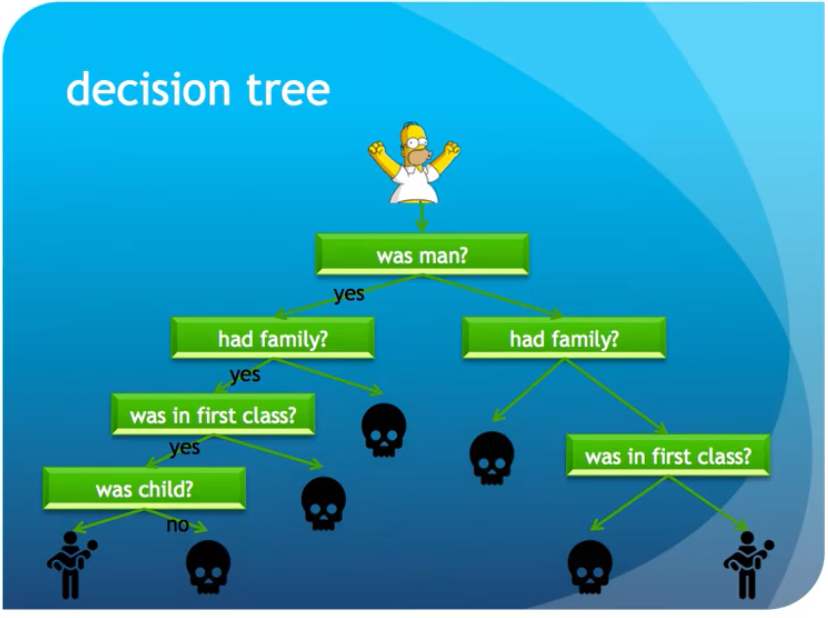 decision tree
was man?
yes
had family?
had family?
yes
was in first class?
yes
was in first class?
was child?
no